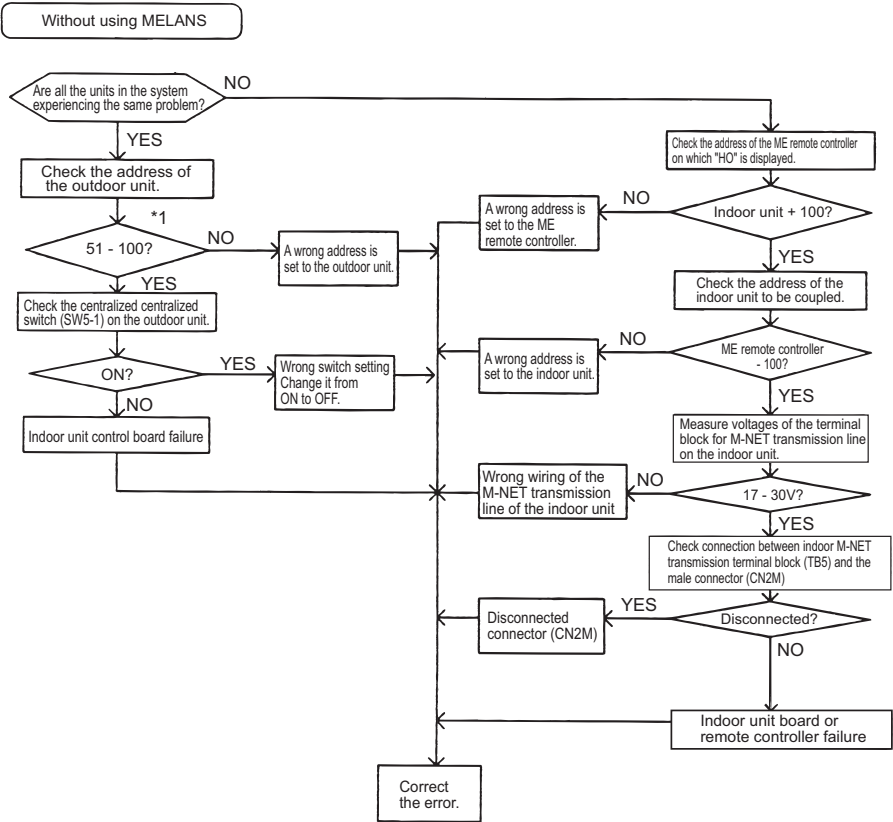 Without using MELANS
Are all the units in the system
experiencing the same problem?
NO
YES
Check the address of
the outdoor unit.
*1
51 - 100?
NO
A wrong address is
set to the outdoor unit.
YES
Check the centralized centralized
switch (SW5-1) on the outdoor unit.
ON?
YES
Wrong switch setting
Change it from
ON to OFF.
NO
Indoor unit control board failure
Check the address of the ME remote controller
on which "HO" is displayed.
Indoor unit + 100?
NO
A wrong address is
set to the ME
remote controller.
YES
Check the address of the
indoor unit to be coupled.
ME remote controller
- 100?
NO
A wrong address is
set to the indoor unit.
YES
Measure voltages of the terminal
block for M-NET transmission line
on the indoor unit.
17 - 30V?
NO
Wrong wiring of the
M-NET transmission
line of the indoor unit
YES
Check connection between indoor M-NET
transmission terminal block (TB5) and the
male connector (CN2M)
Disconnected?
YES
Disconnected
connector (CN2M)
NO
Indoor unit board or
remote controller failure
Correct
the error.